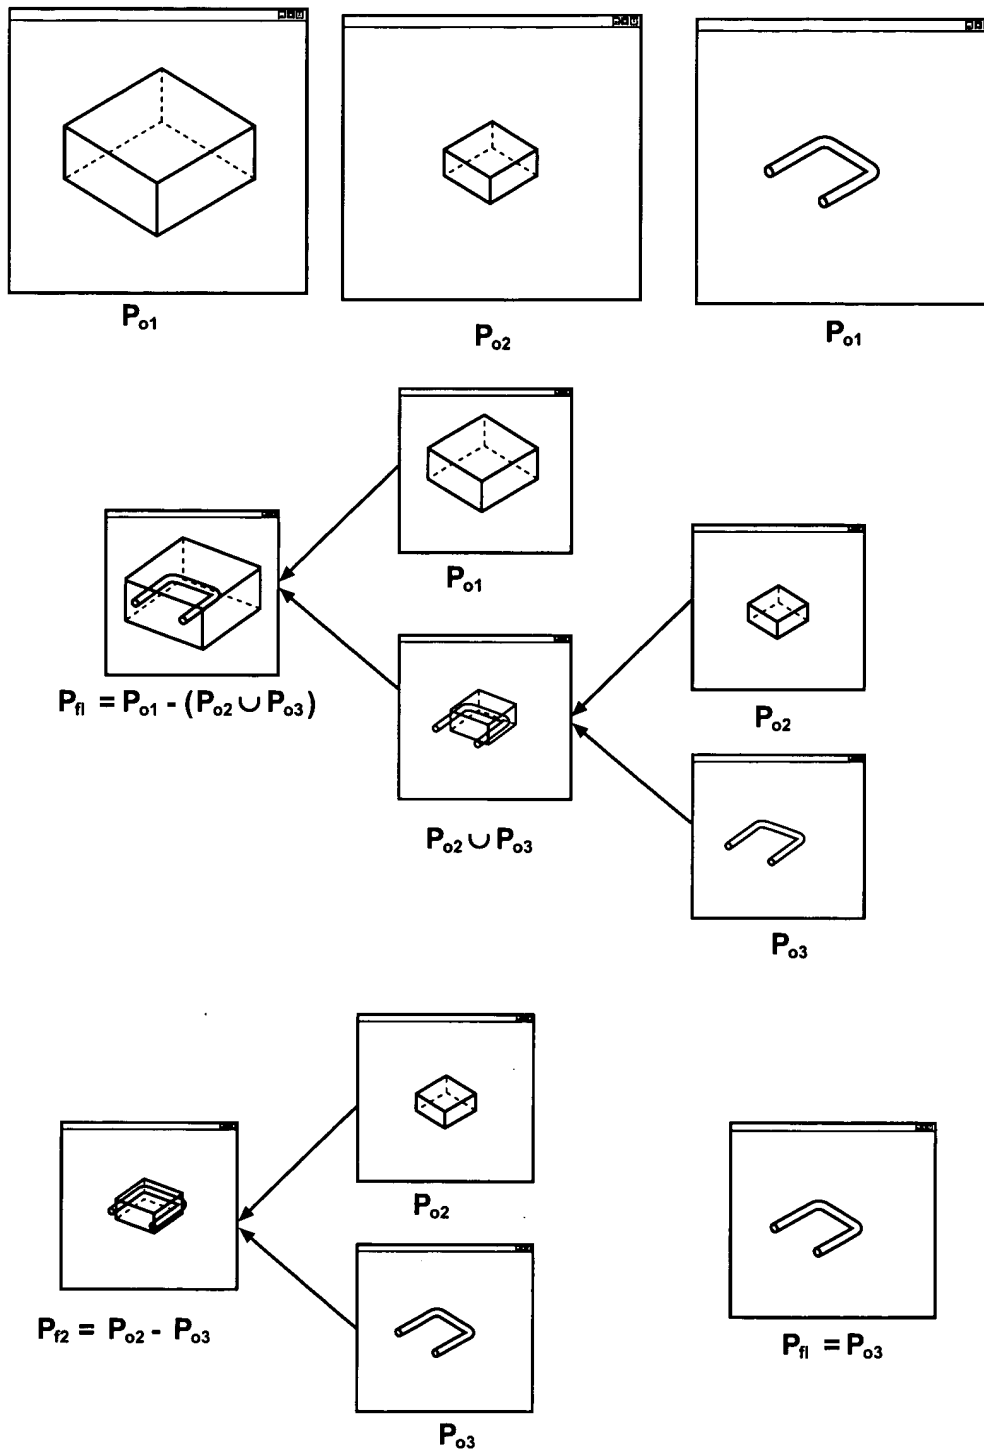 Po1
Po2
Po1
Po1
Pfl = Po1 - (Po2 ∪ Po3)
Po2
Po2 ∪ Po3
Po3
Po2
Pf2 = Po2 - Po3
Pfl = Po3
Po3